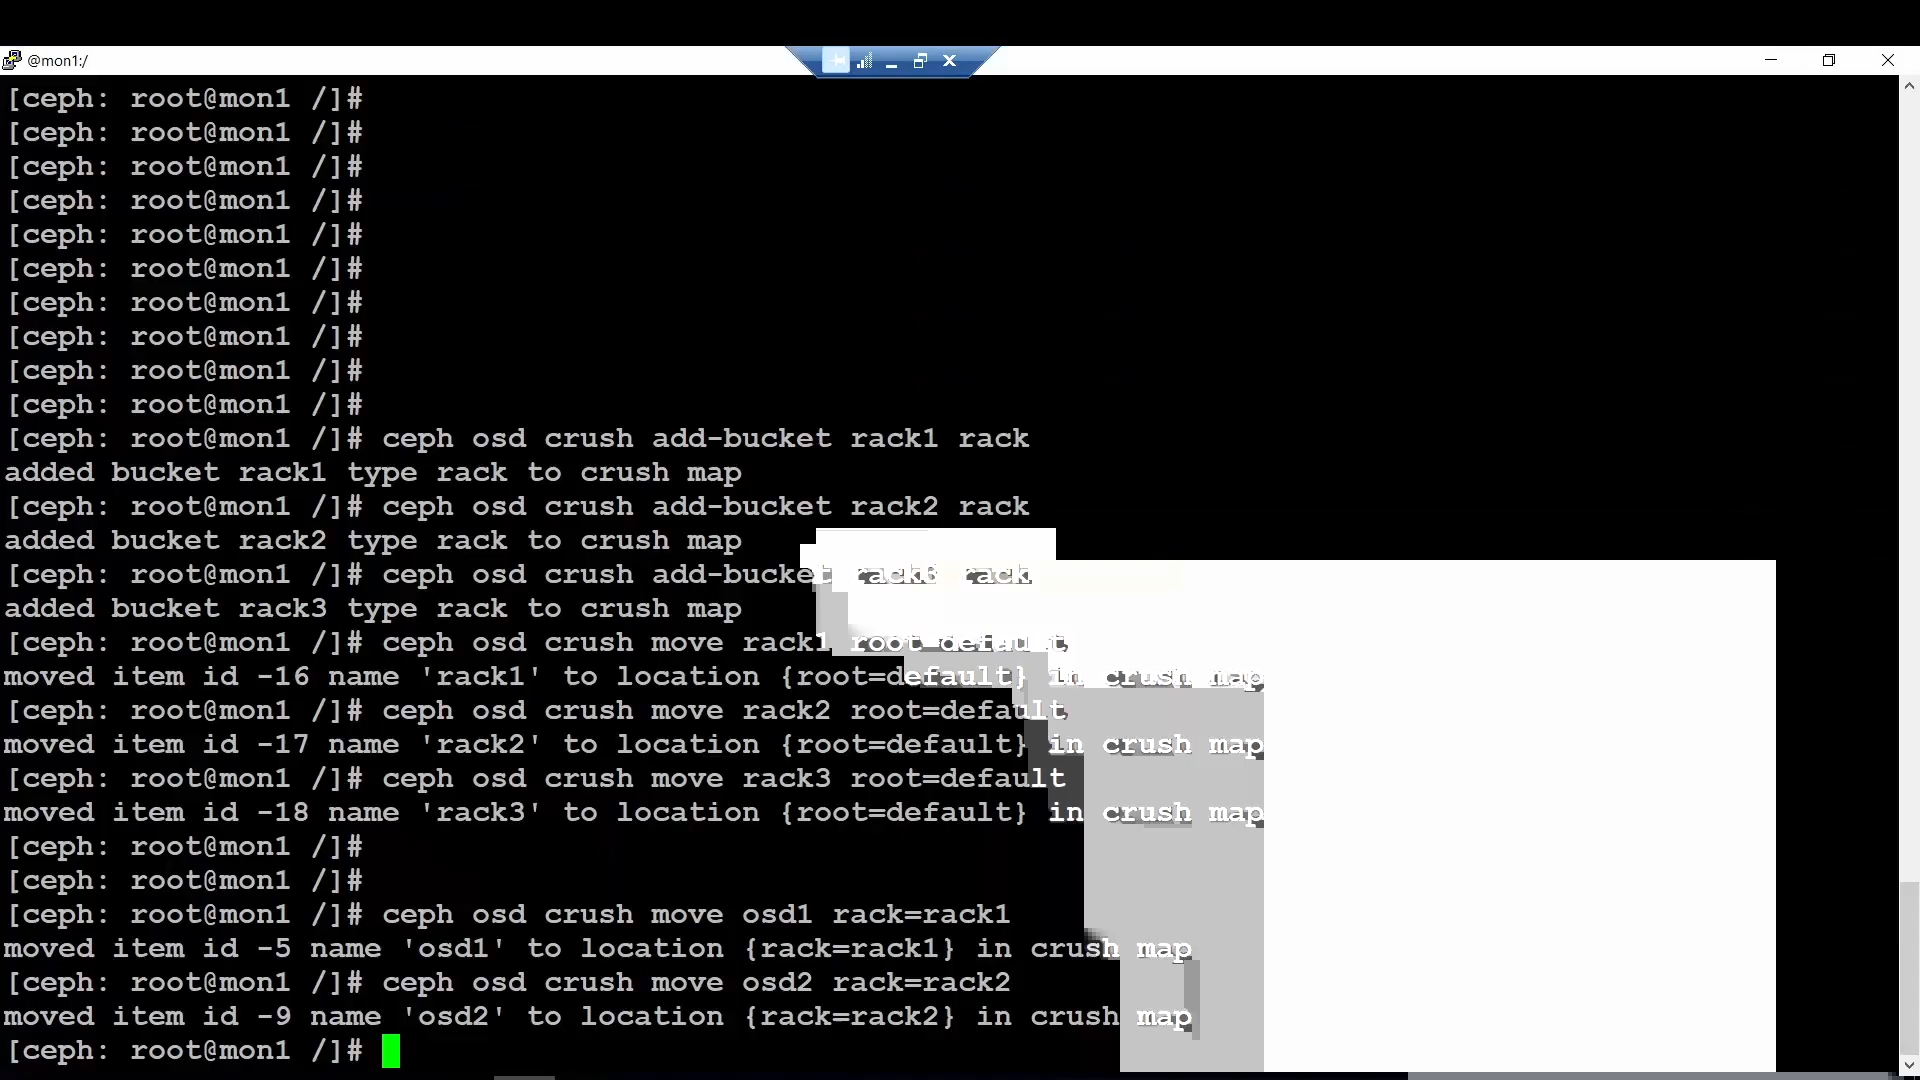 @mon1:/
[ceph: root@mon1 /]#
[ceph: root@mon1 /]#
[ceph: root@mon1 /]#
[ceph: root@mon1 /]#
[ceph: root@mon1 /]#
[ceph: root@mon1 /]#
[ceph: root@mon1 /]#
[ceph: root@mon1 /]#
[ceph: root@mon1 /]#
[ceph: root@mon1 /]#
[ceph: root@mon1 /]# ceph osd crush add-bucket rack1 rack
added bucket rack1 type rack to crush map
[ceph: root@mon1 /]# ceph osd crush add-bucket rack2 rack
added bucket rack2 type rack to crush map
[ceph: root@mon1 /]# ceph osd crush add-bucket rack3 rack
added bucket rack3 type rack to crush map
[ceph: root@mon1 /]# ceph osd crush move rack1 root=default
moved item id -16 name 'rack1' to location {root=default} in crush map
[ceph: root@mon1 /]# ceph osd crush move rack2 root=default
moved item id -17 name 'rack2' to location {root=default} in crush map
[ceph: root@mon1 /]# ceph osd crush move rack3 root=default
moved item id -18 name 'rack3' to location {root=default} in crush map
[ceph: root@mon1 /]#
[ceph: root@mon1 /]#
[ceph: root@mon1 /]# ceph osd crush move osd1 rack=rack1
moved item id -5 name 'osd1' to location {rack=rack1} in crush map
[ceph: root@mon1 /]# ceph osd crush move osd2 rack=rack2
moved item id -9 name 'osd2' to location {rack=rack2} in crush map
[ceph: root@mon1 /]#